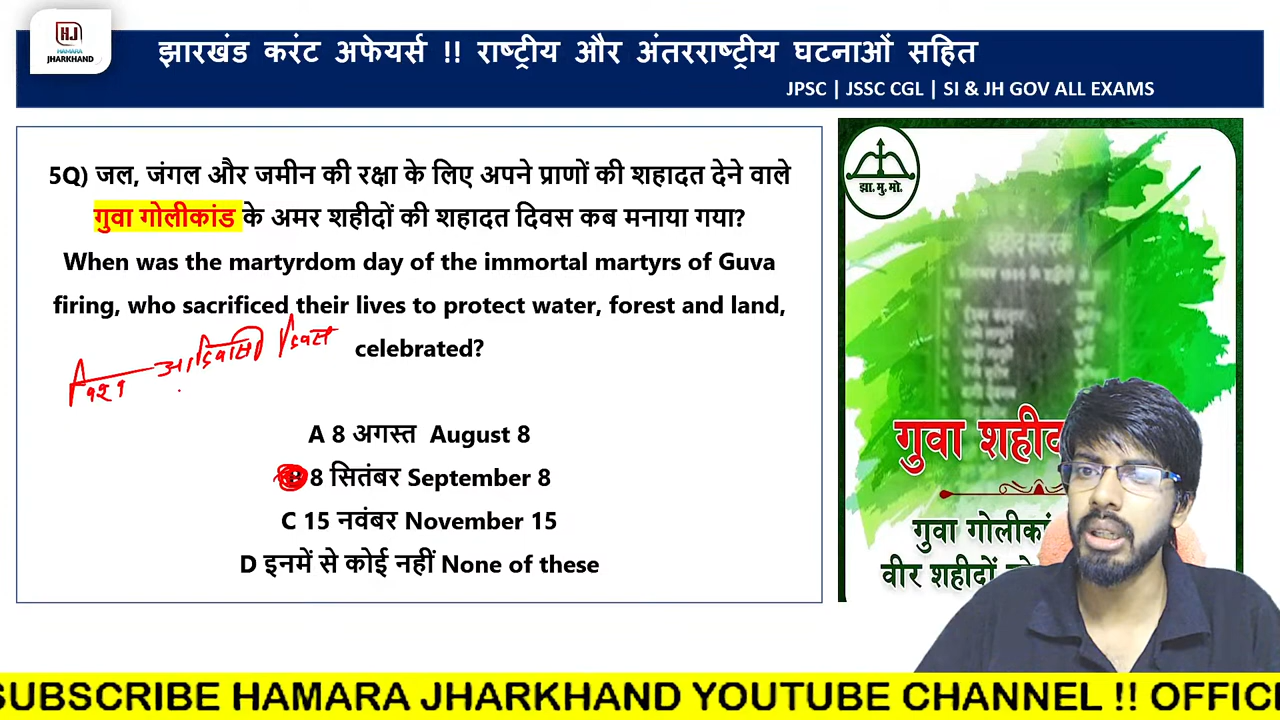 HJ
HAMARA
JHARKHAND
झारखंड करंट अफेयर्स !! राष्ट्रीय और अंतरराष्ट्रीय घटनाओं सहित
JPSC | JSSC CGL | SI & JH GOV ALL EXAMS
5Q) जल, जंगल और जमीन की रक्षा के लिए अपने प्राणों की शहादत देने वाले
गुवा गोलीकांड के अमर शहीदों की शहादत दिवस कब मनाया गया?
When was the martyrdom day of the immortal martyrs of Guva
firing, who sacrificed their lives to protect water, forest and land,
celebrated?
आदिवासी दिवस
A 8 अगस्त August 8
8 सितंबर September 8
C 15 नवंबर November 15
D इनमें से कोई नहीं None of these
झा.मु.मो.
गुवा शहीद
गुवा गोलीकां
वीर शहीदों
SUBSCRIBE HAMARA JHARKHAND YOUTUBE CHANNEL !! OFFIC